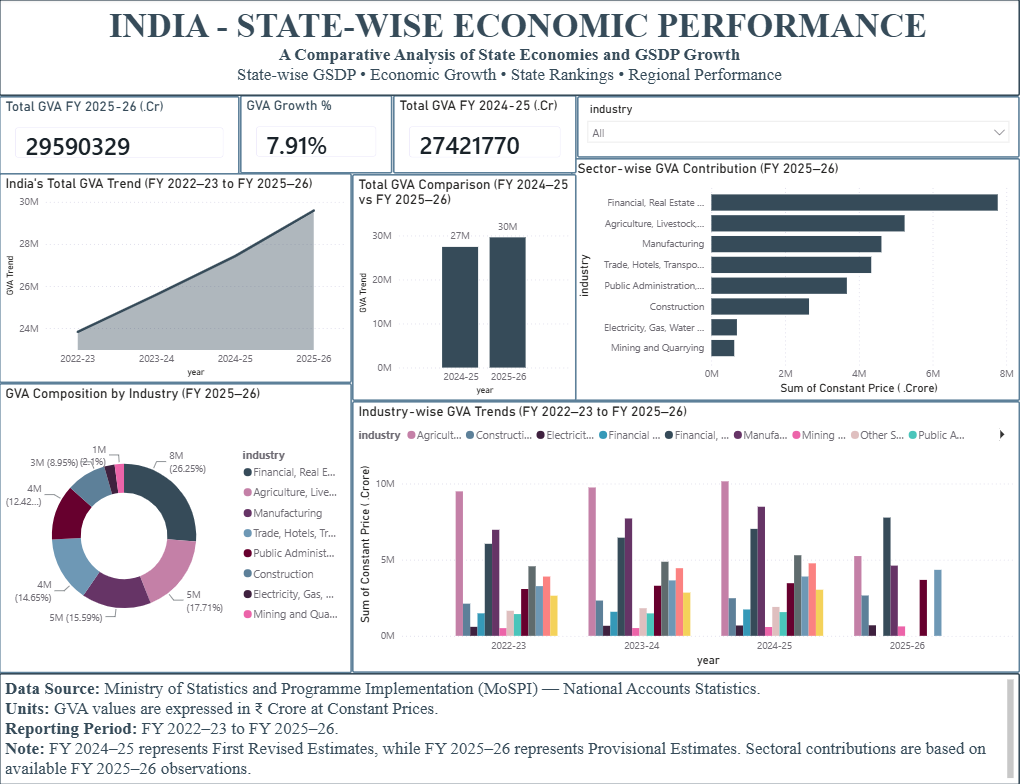 INDIA - STATE-WISE ECONOMIC PERFORMANCE
A Comparative Analysis of State Economies and GSDP Growth
State-wise GSDP • Economic Growth • State Rankings • Regional Performance
Total GVA FY 2025-26 (.Cr)
29590329
GVA Growth %
7.91%
Total GVA FY 2024-25 (.Cr)
27421770
industry
All
India's Total GVA Trend (FY 2022–23 to FY 2025–26)
30M
28M
26M
24M
GVA Trend
2022-23 2023-24 2024-25 2025-26
year
Total GVA Comparison (FY 2024–25
vs FY 2025–26)
30M
20M
10M
0M
GVA Trend
27M 30M
2024-25 2025-26
year
Sector-wise GVA Contribution (FY 2025–26)
industry
Financial, Real Estate ...
Agriculture, Livestock,...
Manufacturing
Trade, Hotels, Transpo...
Public Administration,...
Construction
Electricity, Gas, Water ...
Mining and Quarrying
0M 2M 4M 6M 8M
Sum of Constant Price ( .Crore)
GVA Composition by Industry (FY 2025–26)
8M
(26.25%)
5M
(17.71%)
5M (15.59%)
4M
(14.65%)
4M
(12.42...)
3M (8.95%)
1M
(2.1%)
industry
Financial, Real E...
Agriculture, Live...
Manufacturing
Trade, Hotels, Tr...
Public Administ...
Construction
Electricity, Gas, ...
Mining and Qua...
Industry-wise GVA Trends (FY 2022–23 to FY 2025–26)
industry Agricult... Constructi... Electricit... Financial ... Financial, ... Manufa... Mining ... Other S... Public A...
Sum of Constant Price ( .Crore)
10M
5M
0M
2022-23 2023-24 2024-25 2025-26
year
Data Source: Ministry of Statistics and Programme Implementation (MoSPI) — National Accounts Statistics.
Units: GVA values are expressed in ₹ Crore at Constant Prices.
Reporting Period: FY 2022–23 to FY 2025–26.
Note: FY 2024–25 represents First Revised Estimates, while FY 2025–26 represents Provisional Estimates. Sectoral contributions are based on
available FY 2025–26 observations.